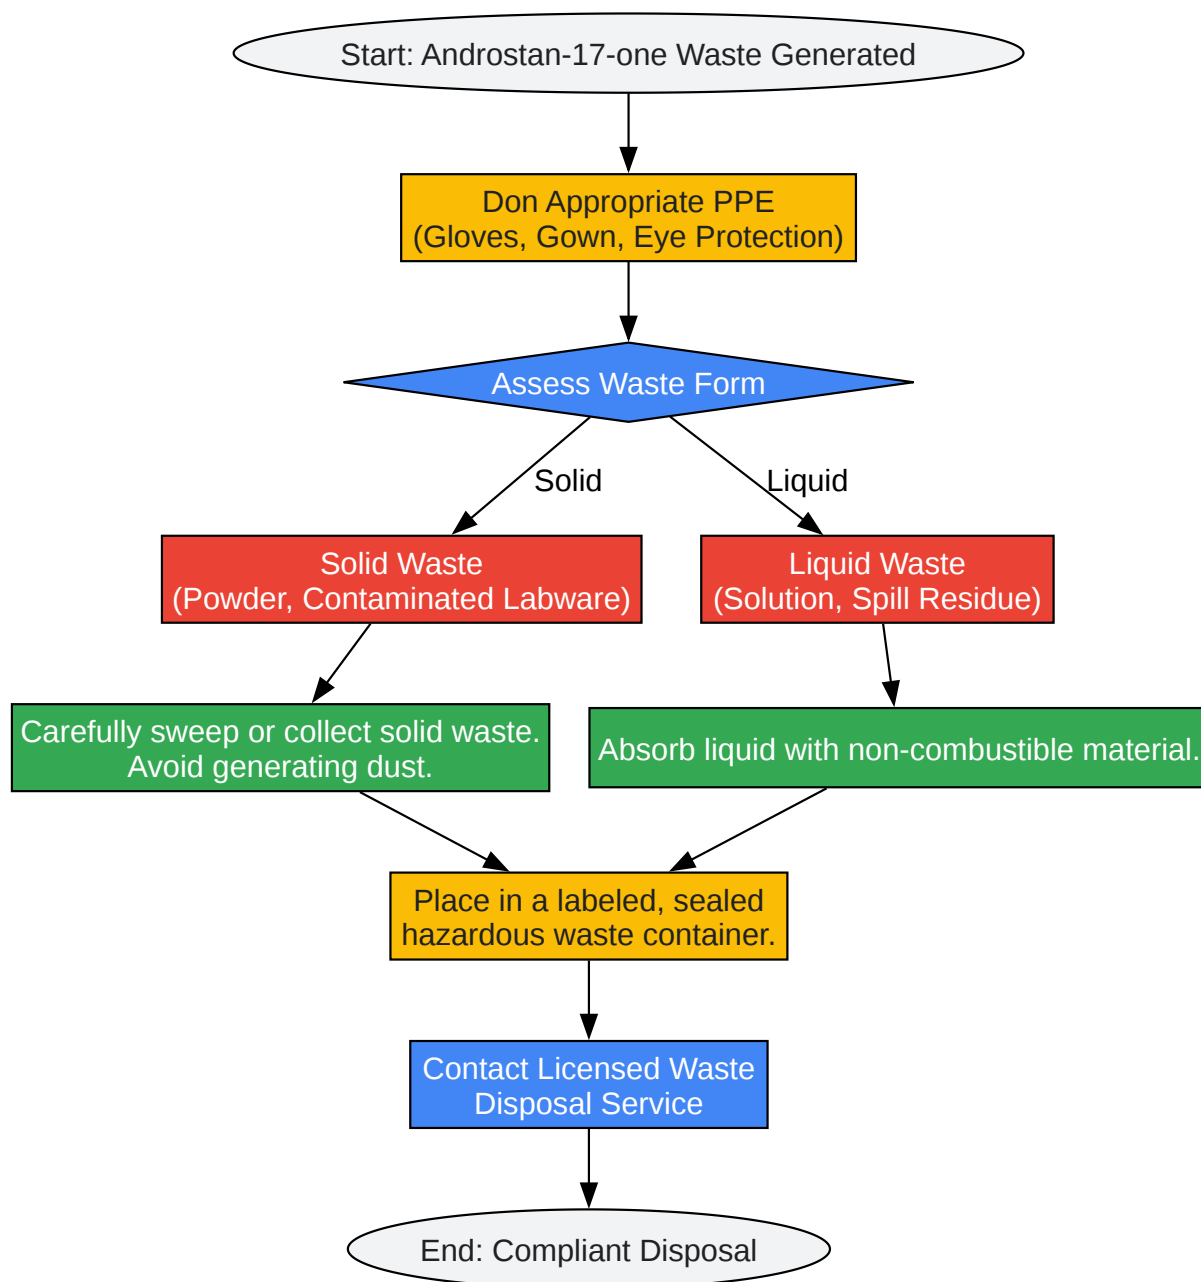 Start: Androstan-17-one Waste Generated
Don Appropriate PPE
(Gloves, Gown, Eye Protection)
Assess Waste Form
Solid
Liquid
Solid Waste
(Powder, Contaminated Labware)
Liquid Waste
(Solution, Spill Residue)
Carefully sweep or collect solid waste.
Avoid generating dust.
Absorb liquid with non-combustible material.
Place in a labeled, sealed
hazardous waste container.
Contact Licensed Waste
Disposal Service
End: Compliant Disposal